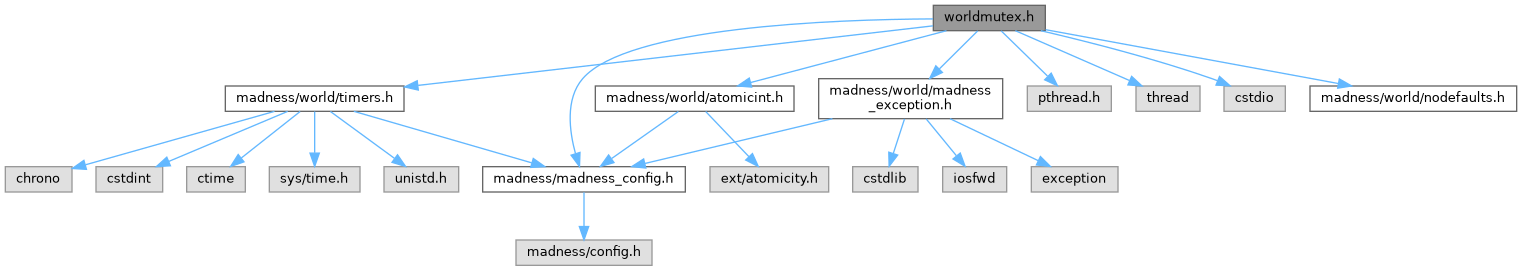 worldmutex.h
madness/world/timers.h
madness/world/atomicint.h
madness/world/madness
_exception.h
pthread.h
thread
cstdio
madness/world/nodefaults.h
chrono
cstdint
ctime
sys/time.h
unistd.h
madness/madness_config.h
ext/atomicity.h
cstdlib
iosfwd
exception
madness/config.h